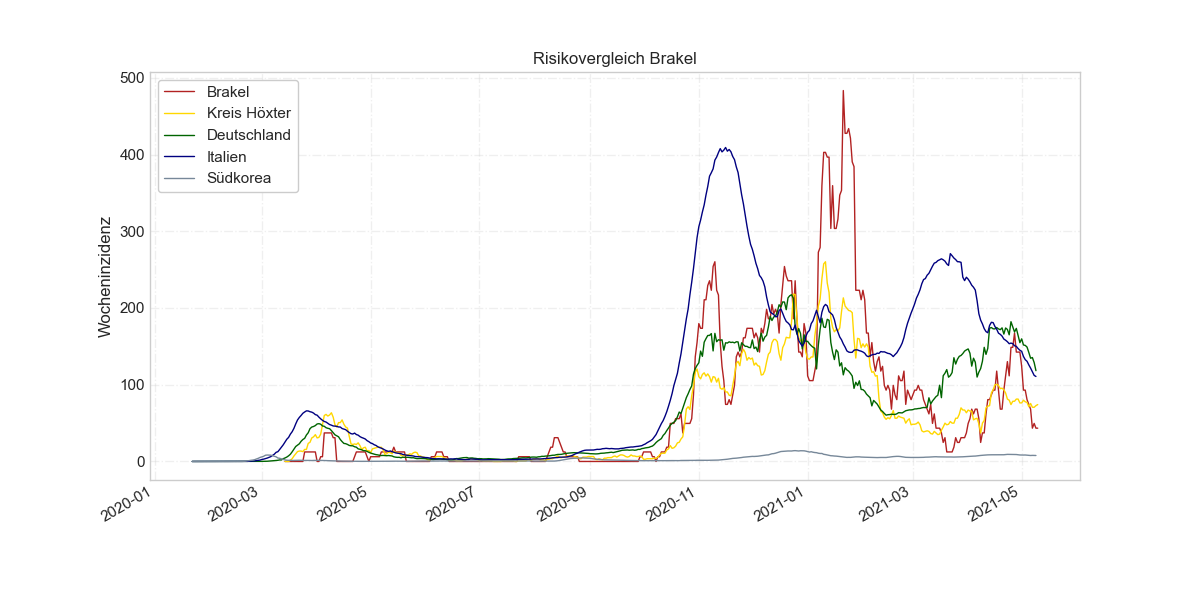 Risikovergleich Brakel
Wocheninzidenz
500
400
300
200
100
0
Brakel
Kreis Höxter
Deutschland
Italien
Südkorea
2020-01
2020-03
2020-05
2020-07
2020-09
2020-11
2021-01
2021-03
2021-05